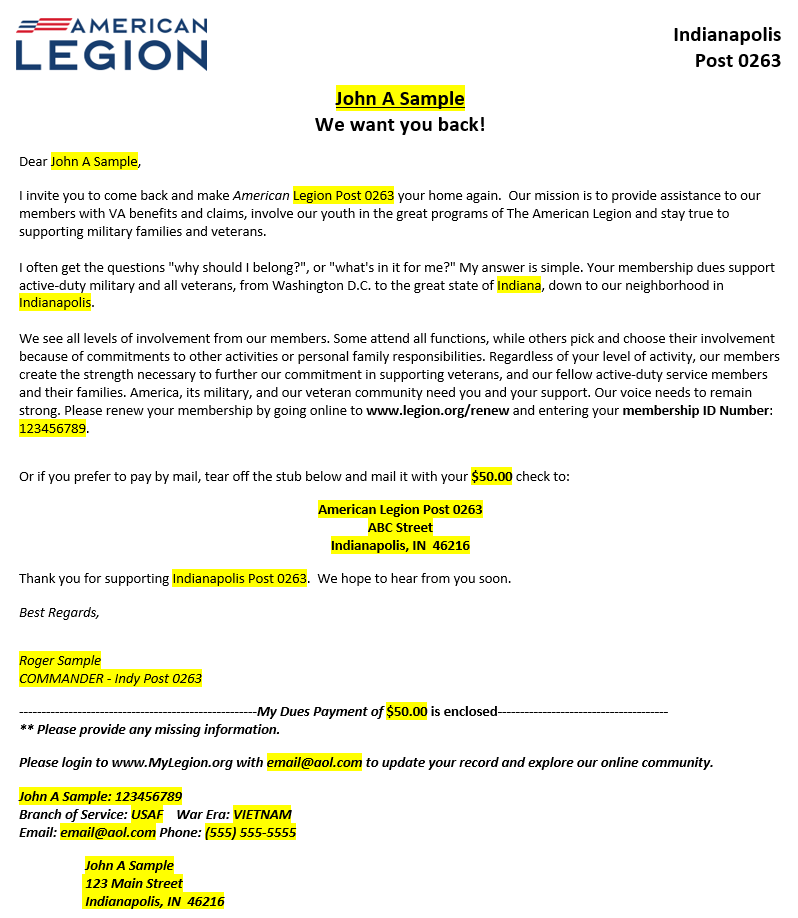 AMERICAN
LEGION
Indianapolis
Post 0263
John A Sample
We want you back!
Dear John A Sample,
I invite you to come back and make American Legion Post 0263 your home again.  Our mission is to provide assistance to our
members with VA benefits and claims, involve our youth in the great programs of The American Legion and stay true to
supporting military families and veterans.
I often get the questions "why should I belong?", or "what's in it for me?" My answer is simple. Your membership dues support
active-duty military and all veterans, from Washington D.C. to the great state of Indiana, down to our neighborhood in
Indianapolis.
We see all levels of involvement from our members. Some attend all functions, while others pick and choose their involvement
because of commitments to other activities or personal family responsibilities. Regardless of your level of activity, our members
create the strength necessary to further our commitment in supporting veterans, and our fellow active-duty service members
and their families. America, its military, and our veteran community need you and your support. Our voice needs to remain
strong. Please renew your membership by going online to www.legion.org/renew and entering your membership ID Number:
123456789.
Or if you prefer to pay by mail, tear off the stub below and mail it with your $50.00 check to:
American Legion Post 0263
ABC Street
Indianapolis, IN  46216
Thank you for supporting Indianapolis Post 0263.  We hope to hear from you soon.
Best Regards,
Roger Sample
COMMANDER - Indy Post 0263
-----------------------------------------------------My Dues Payment of $50.00 is enclosed--------------------------------------
** Please provide any missing information.
Please login to www.MyLegion.org with email@aol.com to update your record and explore our online community.
John A Sample: 123456789
Branch of Service: USAF    War Era: VIETNAM
Email: email@aol.com Phone: (555) 555-5555
John A Sample
123 Main Street
Indianapolis, IN  46216